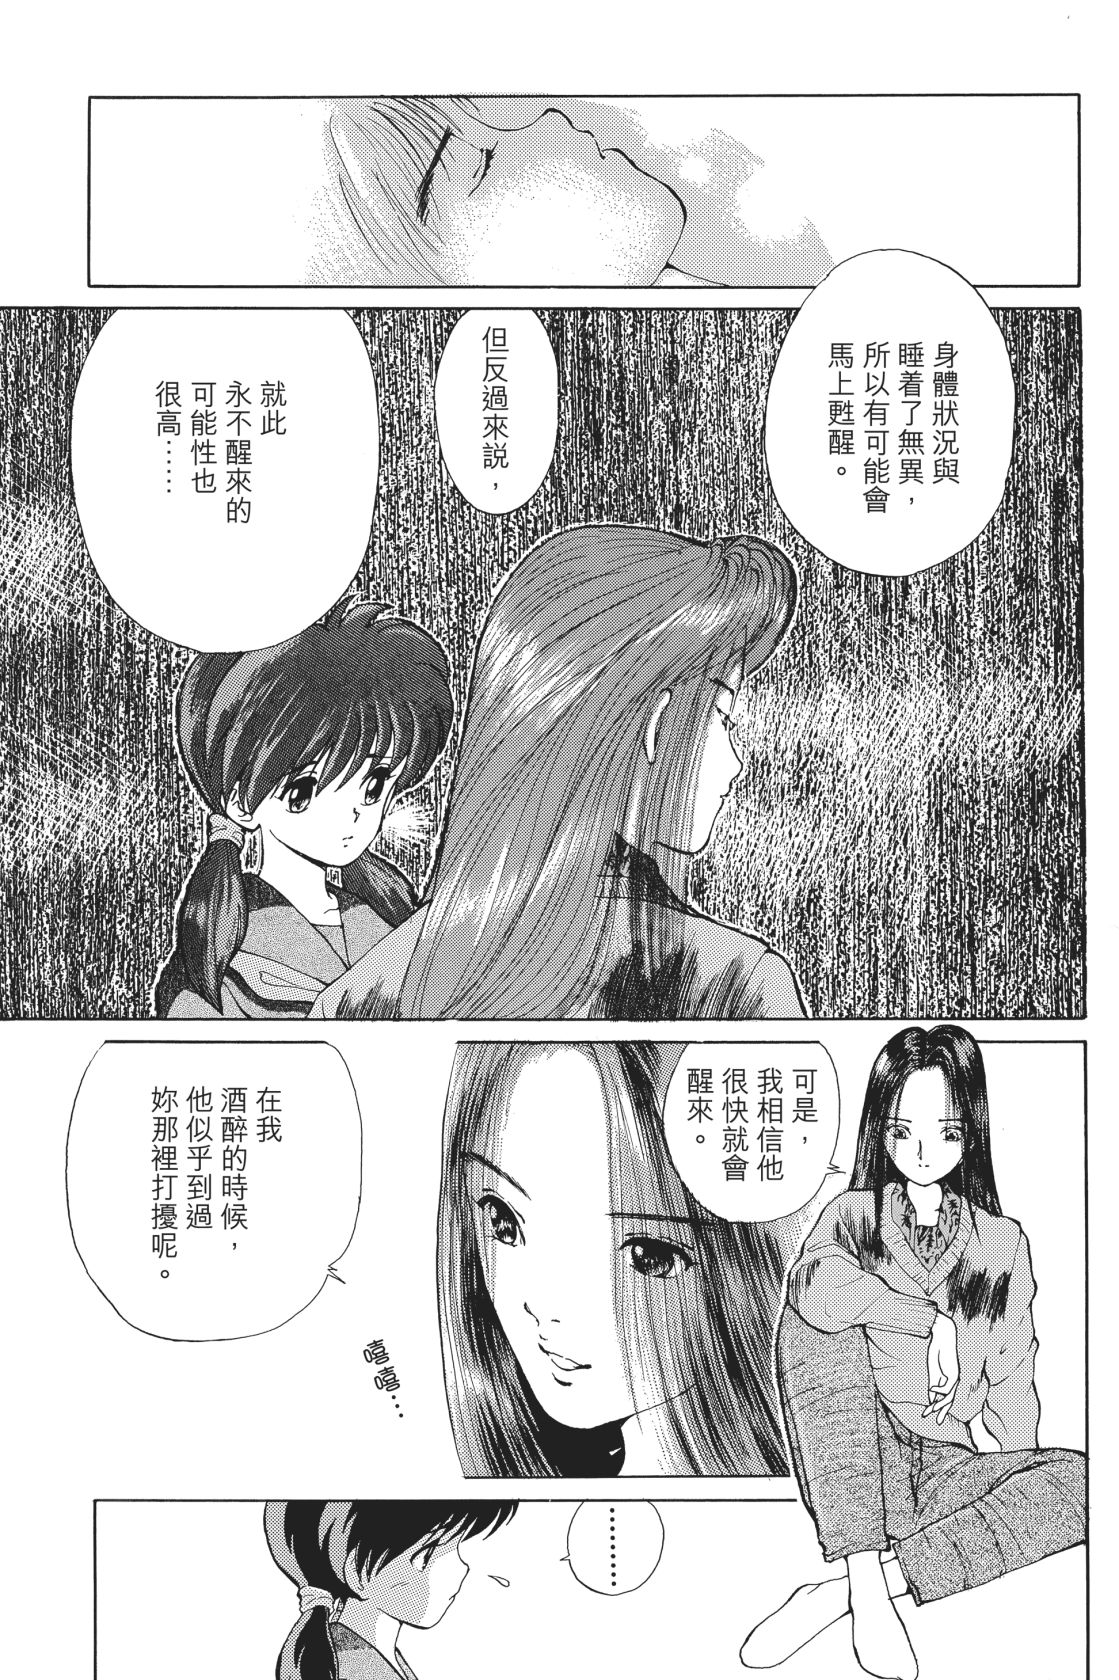 身體狀況與
睡着了無異，
所以有可能會
馬上甦醒。
但反過來說，
就此
永不醒來的
可能性也
很高……
可是，
我相信他
很快就會
醒來。
在我
酒醉的時候，
他似乎到過
妳那裡打擾呢。
嘻嘻…
………